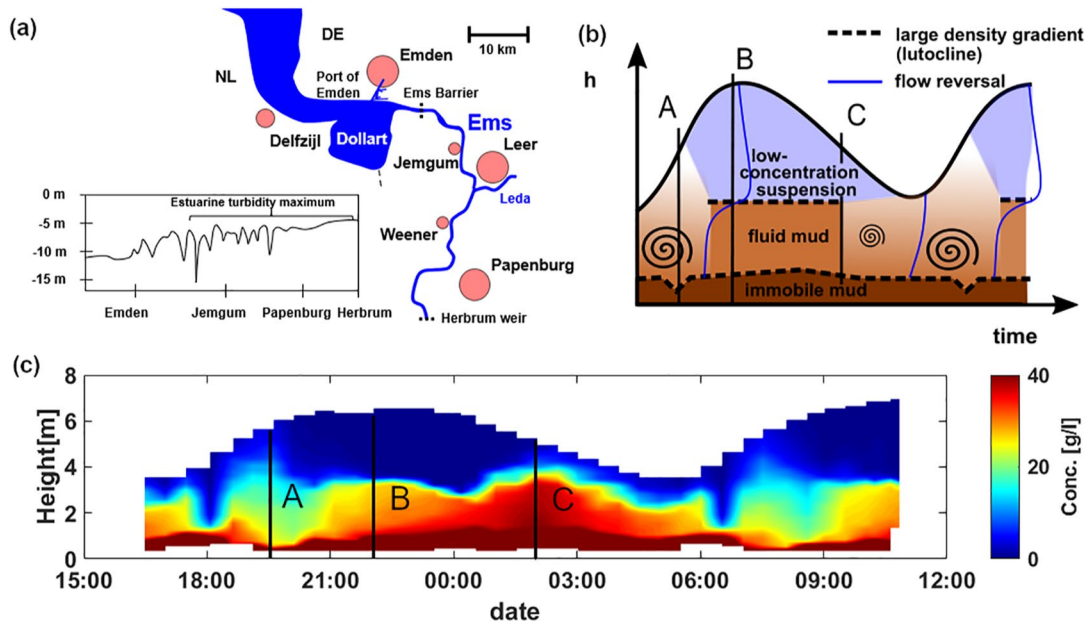 (a)
DE
NL
10 km
Emden
Port of
Emden
Ems Barrier
Ems
Delfzijl
Dollart
Jemgum
Leer
Leda
Weener
Papenburg
Herbrum weir
0 m
-5 m
-10 m
-15 m
Estuarine turbidity maximum
Emden
Jemgum
Papenburg
Herbrum
(b)
large density gradient
(lutocline)
flow reversal
h
A
B
C
low-
concentration
suspension
fluid mud
immobile mud
time
(c)
8
6
4
2
0
Height[m]
A
B
C
15:00
18:00
21:00
00:00
03:00
06:00
09:00
12:00
date
40
20
0
Conc. [g/l]